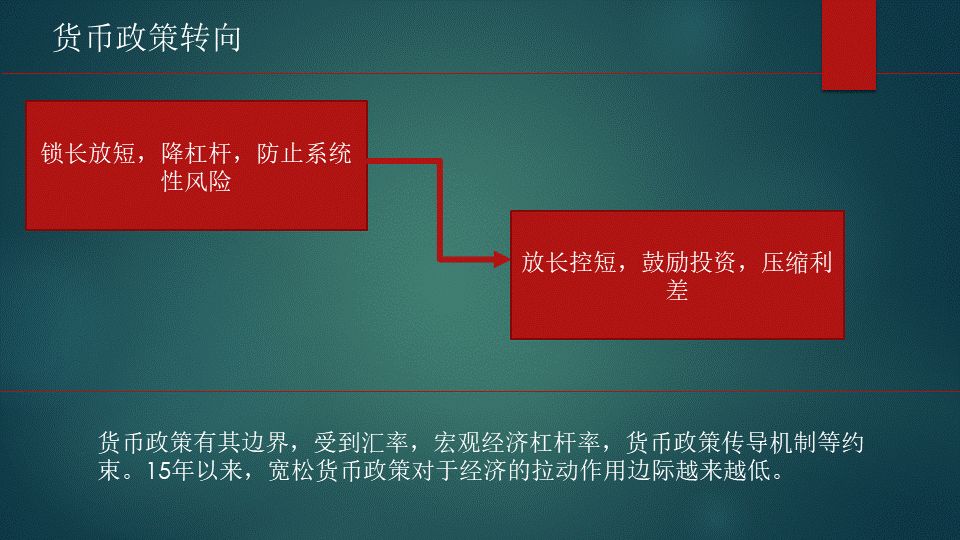 货币政策转向
锁长放短，降杠杆，防止系统
性风险
放长控短，鼓励投资，压缩利
差
货币政策有其边界，受到汇率，宏观经济杠杆率，货币政策传导机制等约
束。15年以来，宽松货币政策对于经济的拉动作用边际越来越低。